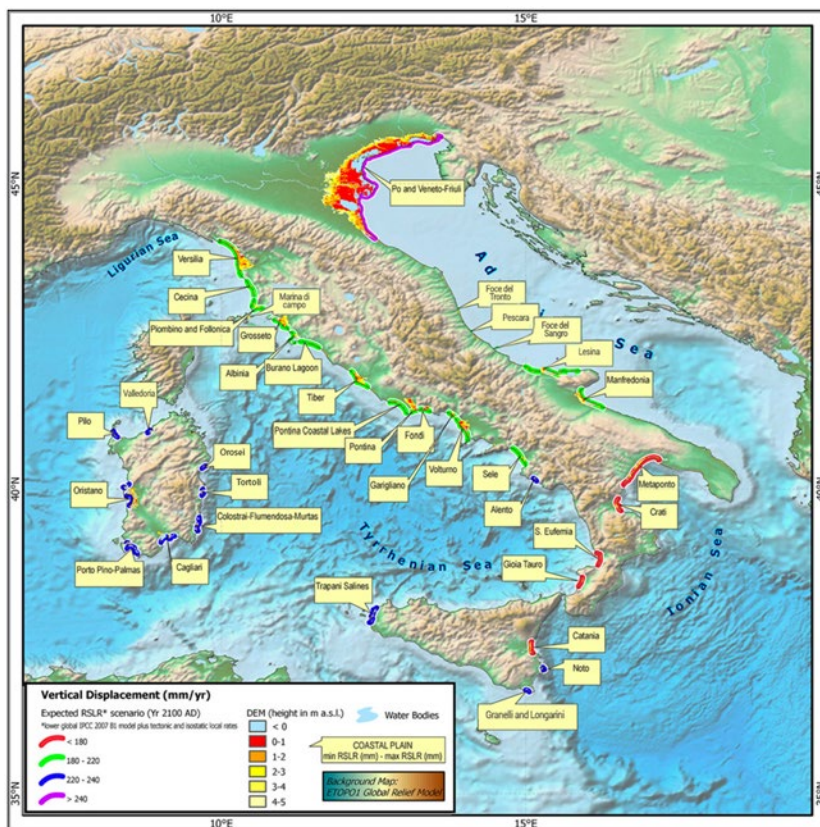 10°E
15°E
45°N
45°N
Po and Veneto-Friuli
Ligurian Sea
Versilia
Ad
Cecina
Marina di
campo
Foce del
Tronto
Piombino and Follonica
Pescara
Grosseto
Foce del
Sangro
i
Sea
Albinia
Burano Lagoon
Lesina
Tiber
Manfredonia
Valledoria
Pilo
Pontina Coastal Lakes
Pontina
Fondi
Orosei
Garigliano
Volturno
Sele
40°N
40°N
Oristano
Tortolì
Alento
Metaponto
Colostrai-Flumendosa-Murtas
Crati
S. Eufemia
Tyrrhenian Sea
Porto Pino-Palmas
Cagliari
Gioia Tauro
Ionian Sea
Trapani Salines
Catania
Noto
Granelli and Longarini
Vertical Displacement (mm/yr)
Expected RSLR* scenario (Yr 2100 AD)
*lower global IPCC 2007 B1 model plus tectonic and isostatic local rates
< 180
180 - 220
220 - 240
> 240
DEM (height in m a.s.l.)
< 0
0-1
1-2
2-3
3-4
4-5
Water Bodies
COASTAL PLAIN
min RSLR (mm) - max RSLR (mm)
Background Map:
ETOPO1 Global Relief Model
35°N
35°N
10°E
15°E